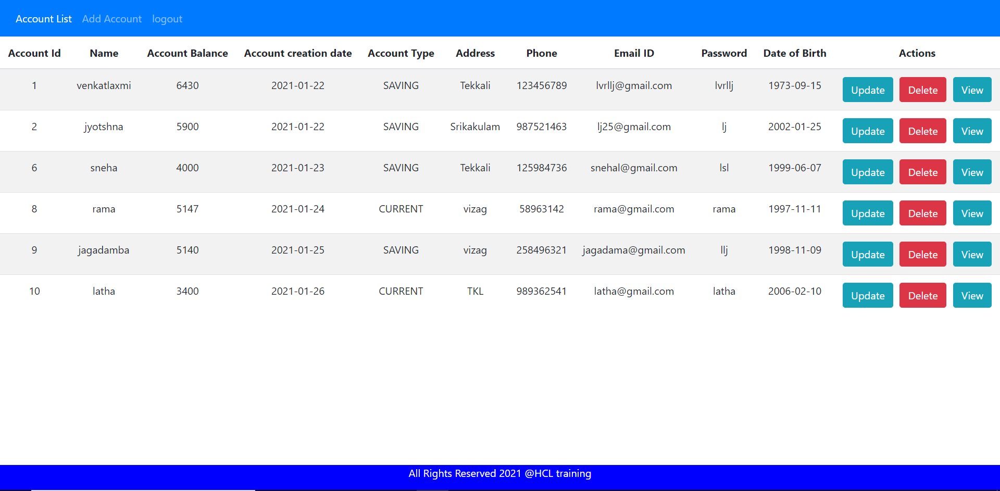 Account List Add Account logout
Account Id Name Account Balance Account creation date Account Type Address Phone Email ID Password Date of Birth Actions
1 venkatlaxmi 6430 2021-01-22 SAVING Tekkali 123456789 lvrllj@gmail.com lvrllj 1973-09-15 Update Delete View
2 jyotshna 5900 2021-01-22 SAVING Srikakulam 987521463 lj25@gmail.com lj 2002-01-25 Update Delete View
6 sneha 4000 2021-01-23 SAVING Tekkali 125984736 snehal@gmail.com lsl 1999-06-07 Update Delete View
8 rama 5147 2021-01-24 CURRENT vizag 58963142 rama@gmail.com rama 1997-11-11 Update Delete View
9 jagadamba 5140 2021-01-25 SAVING vizag 258496321 jagadama@gmail.com llj 1998-11-09 Update Delete View
10 latha 3400 2021-01-26 CURRENT TKL 989362541 latha@gmail.com latha 2006-02-10 Update Delete View
All Rights Reserved 2021 @HCL training